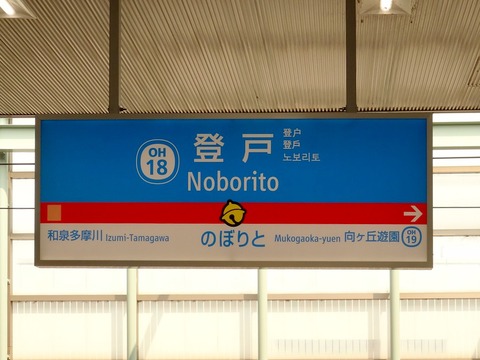 OH
18
登戸
Noborito
登户
登戶
노보리토
和泉多摩川 Izumi-Tamagawa
のぼりと
Mukogaoka-yuen 向ヶ丘遊園
OH
19